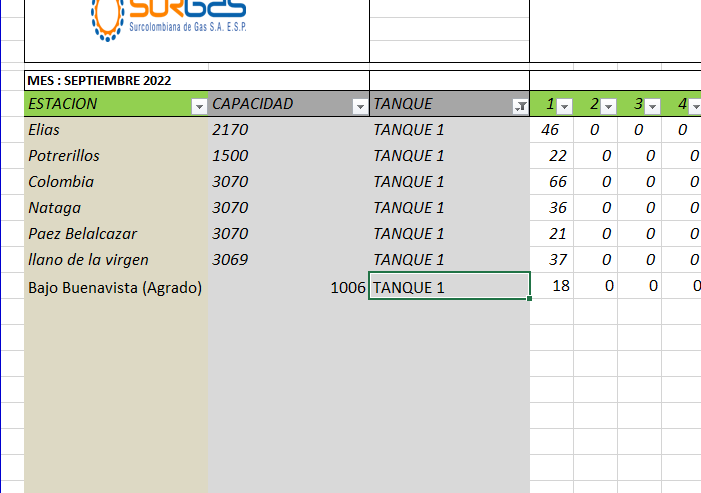 SURGAS
Surcolombiana de Gas S.A. E.S.P.
MES : SEPTIEMBRE 2022
ESTACION CAPACIDAD TANQUE 1 2 3 4
Elias 2170 TANQUE 1 46 0 0 0
Potrerillos 1500 TANQUE 1 22 0 0 0
Colombia 3070 TANQUE 1 66 0 0 0
Nataga 3070 TANQUE 1 36 0 0 0
Paez Belalcazar 3070 TANQUE 1 21 0 0 0
llano de la virgen 3069 TANQUE 1 37 0 0 0
Bajo Buenavista (Agrado) 1006 TANQUE 1 18 0 0 0